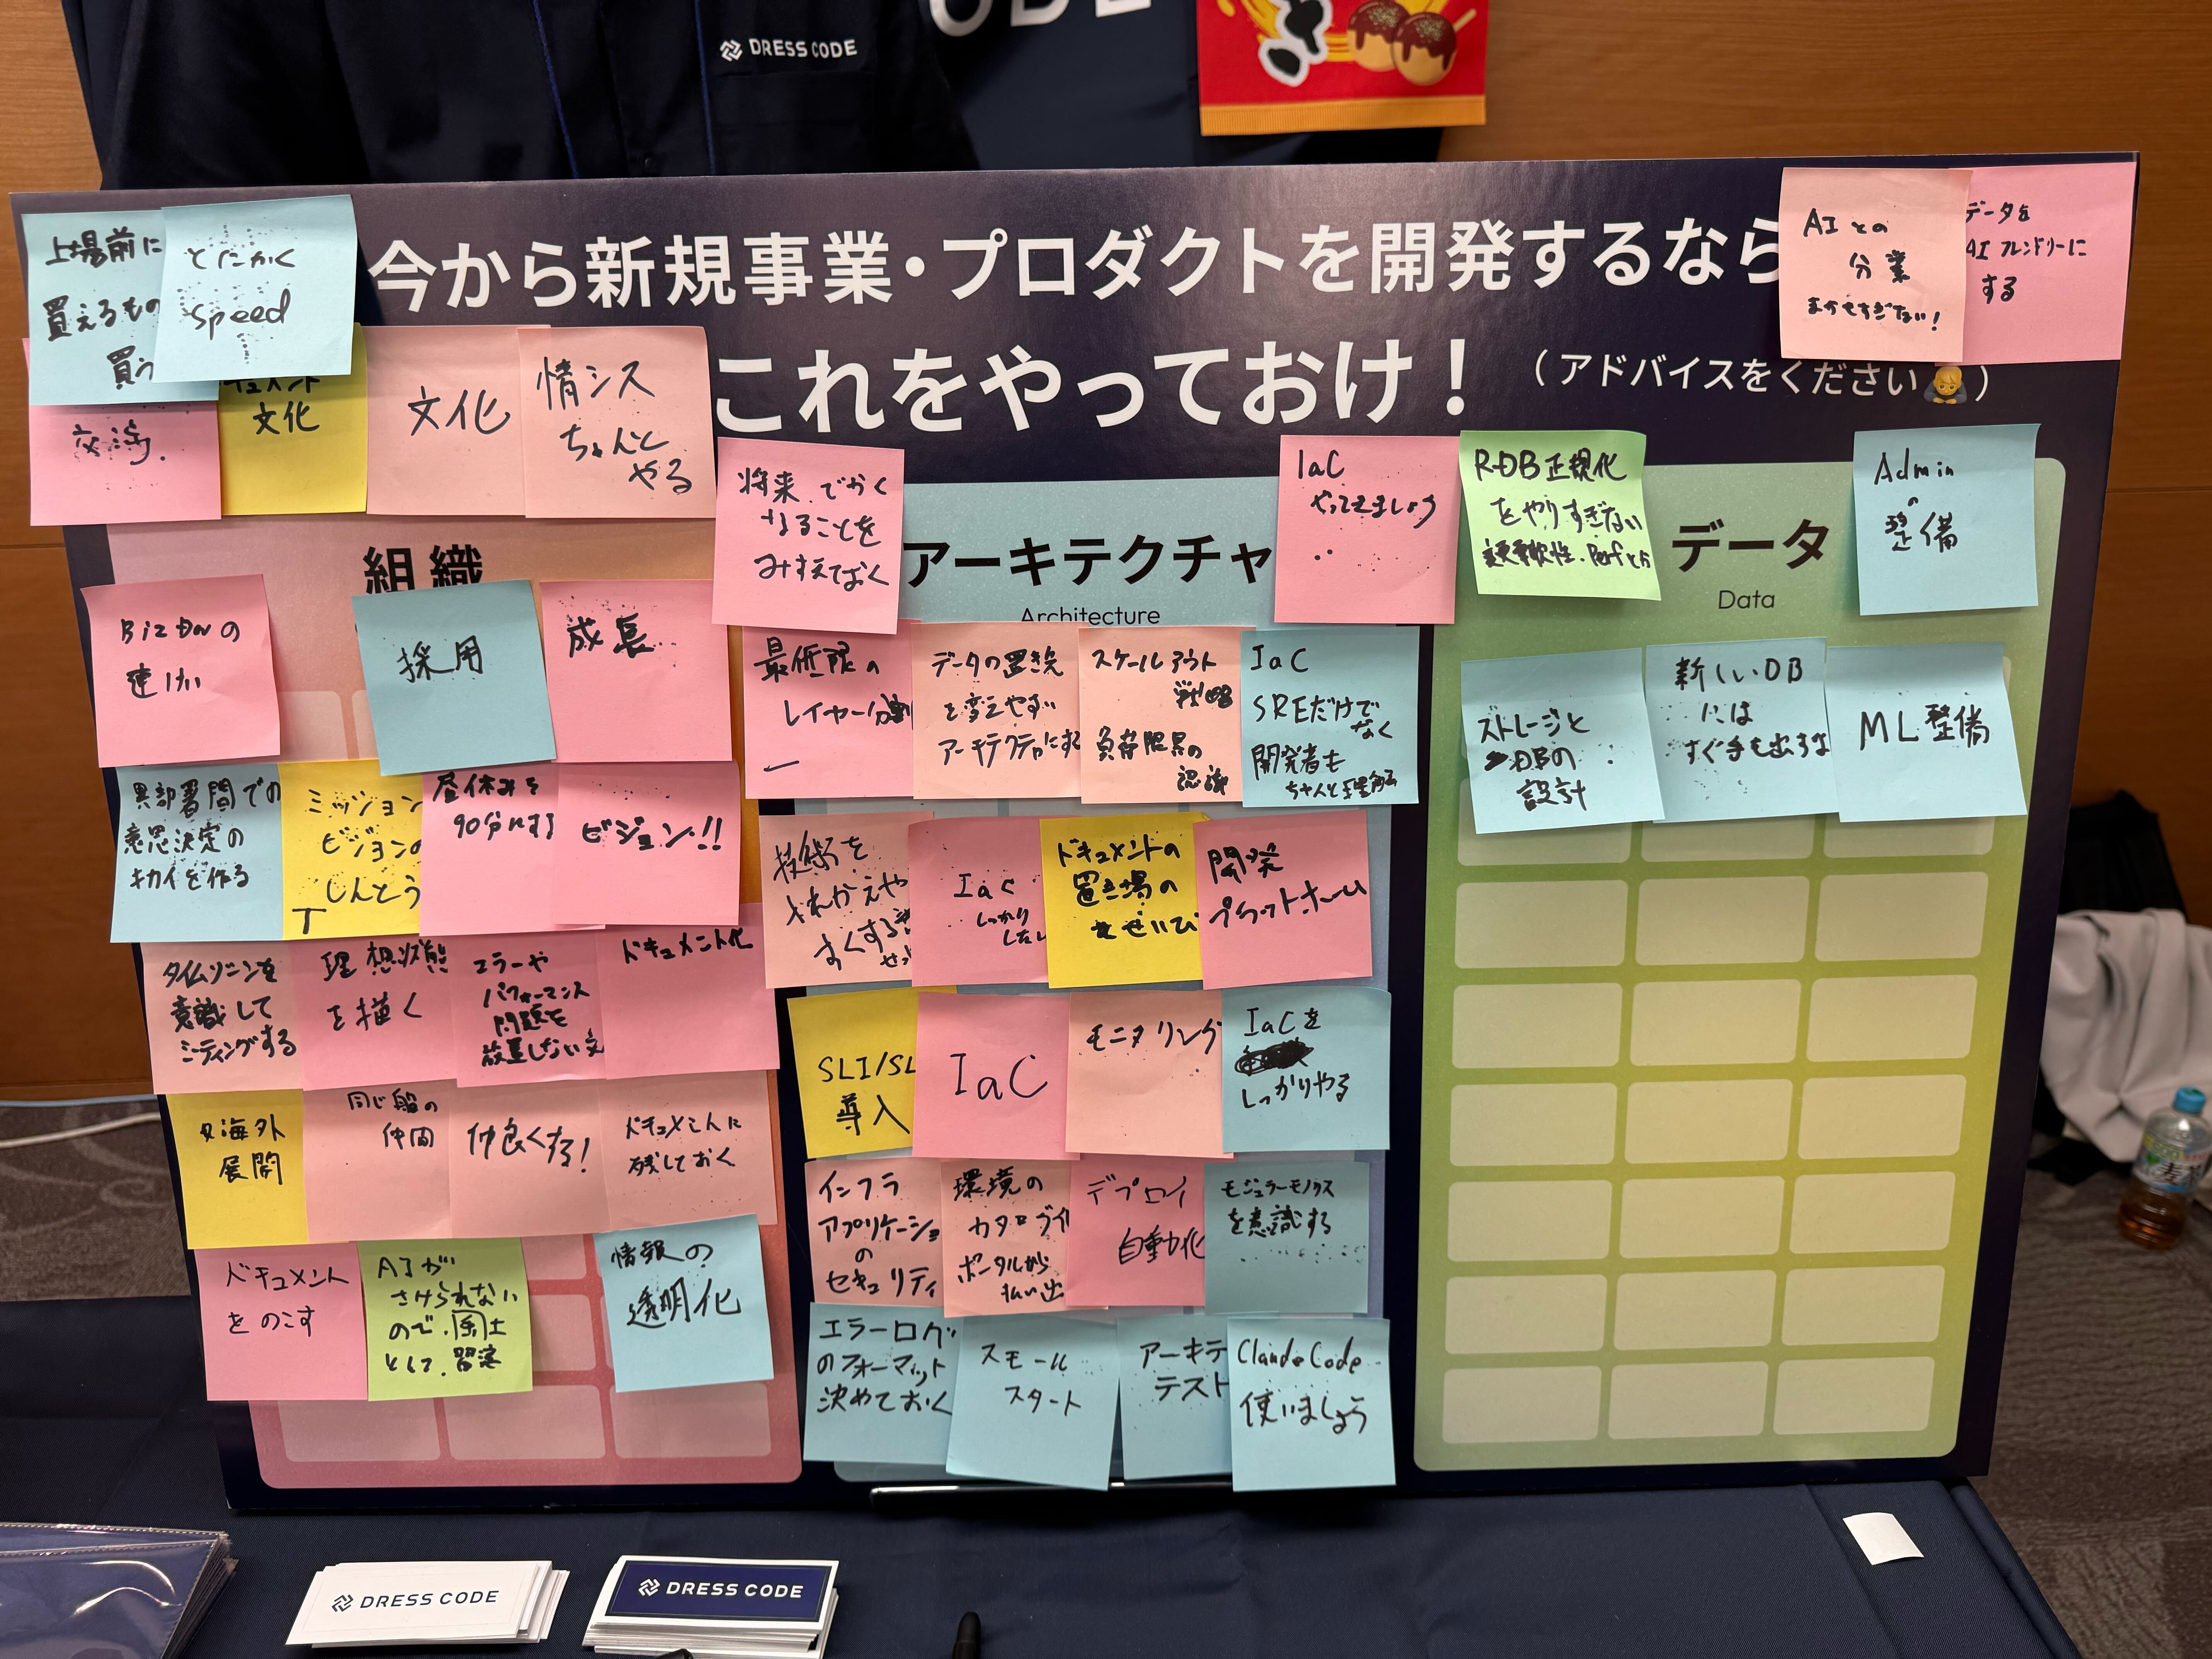 DRESS CODE
ODE
今から新規事業・プロダクトを開発するなら
これをやっておけ!
(アドバイスをください🙇)
上場前に
買えるもの
買う
とにかく
speed
キュメント
文化
文化
情シス
ちゃんと
やる
AIとの
分業
まかせすぎない!
データを
AIフレンドリーに
する
組織
BizDevの
連け
採用
成長
異部署間での
意思決定の
キカイを作る
ミッション
ビジョンの
しんとう
昼休みを
90分にする
ビジョン!!
タイムゾーンを
意識して
ミーティングする
理想状態
を描く
エラーや
パフォーマンス
問題を
放置しない文
ドキュメント化
海外
展開
同じ船の
仲間
仲良くする!
ドキュメントに
残しておく
ドキュメント
をのこす
AIが
さけられない
ので、風土
として、習慣
情報の
透明化
将来でかく
なることを
みすえておく
アーキテクチャ
Architecture
IaC
やってきましょう
最低限の
レイヤー分割
データの置き先
を変えやすい
アーキテクチャにする
スケールアウト
戦略
負荷限界の
認識
IaC
SREだけで
なく
開発者も
ちゃんと理解
技術を
いれかえや
すくする
IaC
しっかり
したい
ドキュメントの
置き場の
せいび
開発
プラットホーム
SLI/SL
導入
IaC
モニタリング
IaCを
しっかりやる
インフラ
アプリケーショ
の
セキュリティ
環境の
カタログ化
ポータルから
払い出
デプロイ
自動化
モジュラーモノリス
を意識する
エラーログ
のフォーマット
決めておく
スモール
スタート
アーキテ
テスト
Claude Code
使いましょう
RDB正規化
をやりすぎない
変更柔軟性、Perfとか
データ
Data
Admin
の
整備
ストレージと
DBの
設計
新しいDB
には
すぐ手を出すな
ML整備
DRESS CODE
DRESS CODE